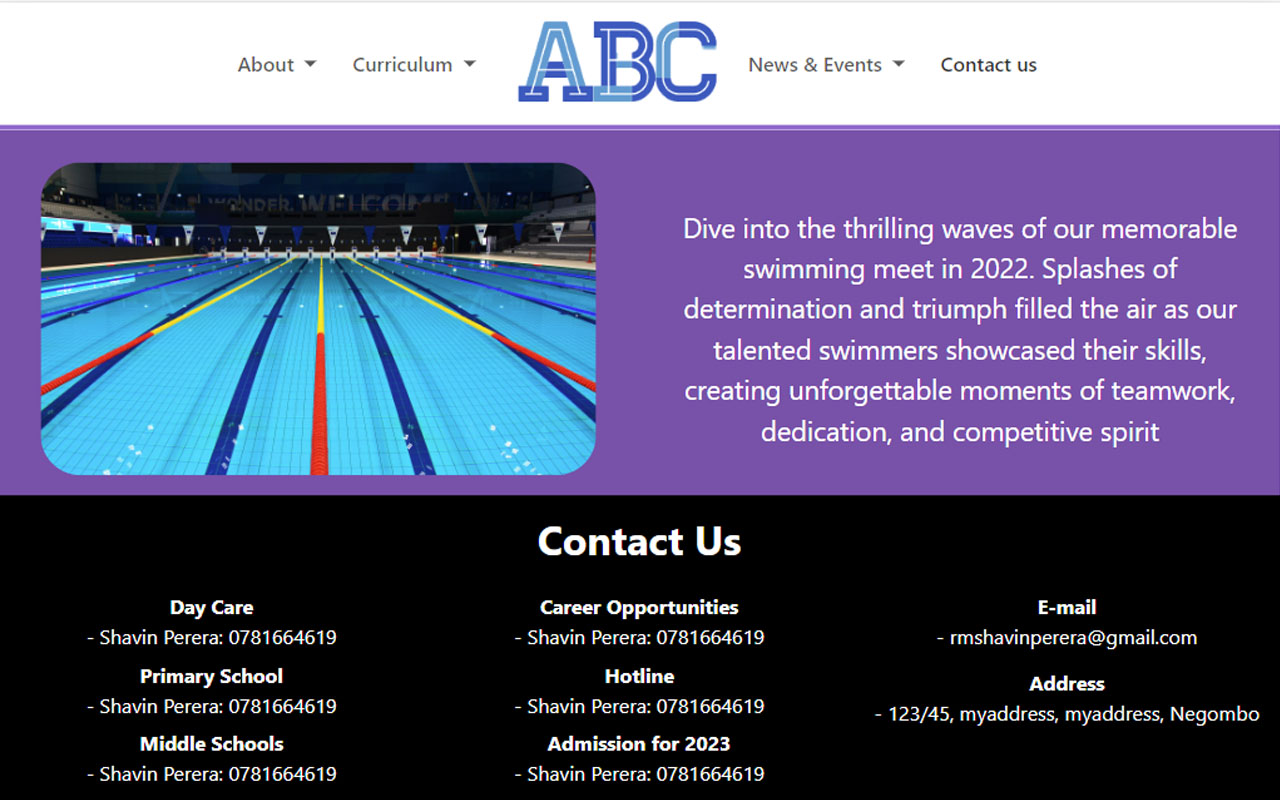 About
Curriculum
ABC
News & Events
Contact us
WONDER. WELCOME
Dive into the thrilling waves of our memorable
swimming meet in 2022. Splashes of
determination and triumph filled the air as our
talented swimmers showcased their skills,
creating unforgettable moments of teamwork,
dedication, and competitive spirit
Contact Us
Day Care
- Shavin Perera: 0781664619
Primary School
- Shavin Perera: 0781664619
Middle Schools
- Shavin Perera: 0781664619
Career Opportunities
- Shavin Perera: 0781664619
Hotline
- Shavin Perera: 0781664619
Admission for 2023
- Shavin Perera: 0781664619
E-mail
- rmshavinperera@gmail.com
Address
- 123/45, myaddress, myaddress, Negombo